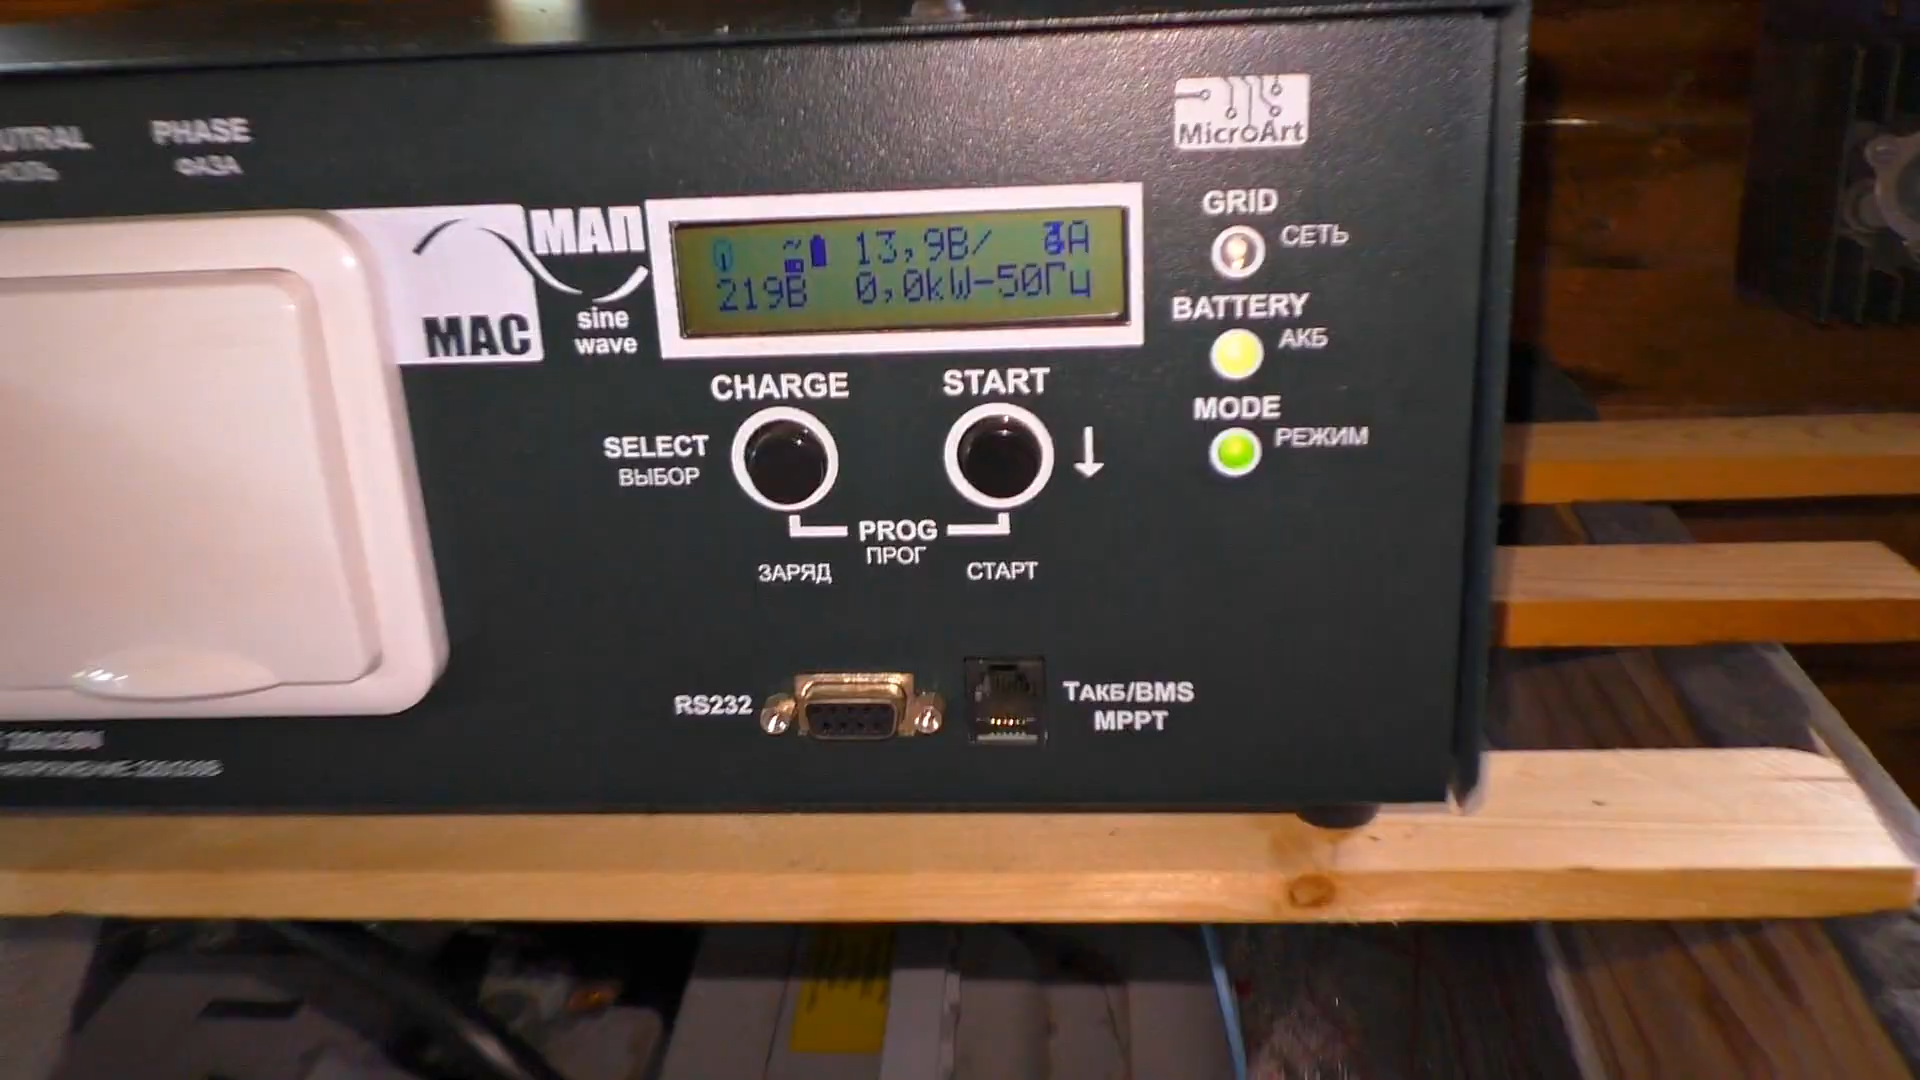 PHASE
ФАЗА
MicroArt
МАП
MAC
sine
wave
13,9В/ А
219В 0,0kW-50Гц
GRID
СЕТЬ
BATTERY
АКБ
MODE
РЕЖИМ
CHARGE
START
SELECT
ВЫБОР
↓
PROG
ПРОГ
ЗАРЯД
СТАРТ
RS232
ТАКБ/BMS
MPPT